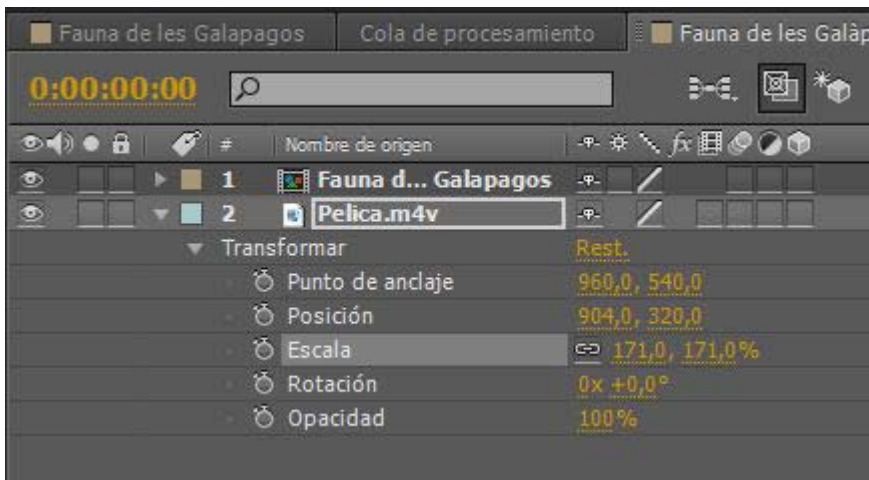 Fauna de les Galapagos Cola de procesamiento Fauna de les Galàp
0:00:00:00
# Nombre de origen fx
1 Fauna d... Galapagos
2 Pelica.m4v
Transformar Rest.
Punto de anclaje 960,0, 540,0
Posición 904,0, 320,0
Escala 171,0, 171,0%
Rotación 0x +0,0°
Opacidad 100%